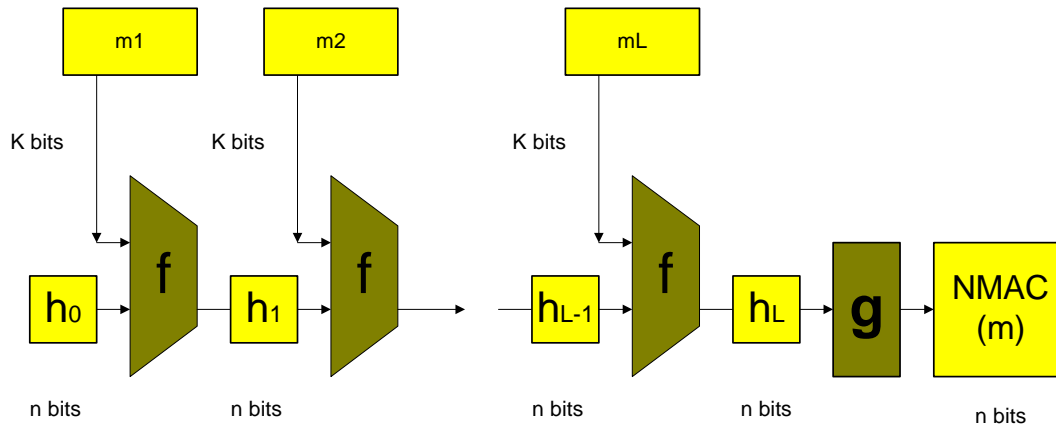 m1
m2
mL
K bits
K bits
K bits
f
f
f
h0
h1
hL-1
hL
g
NMAC
(m)
n bits
n bits
n bits
n bits
n bits